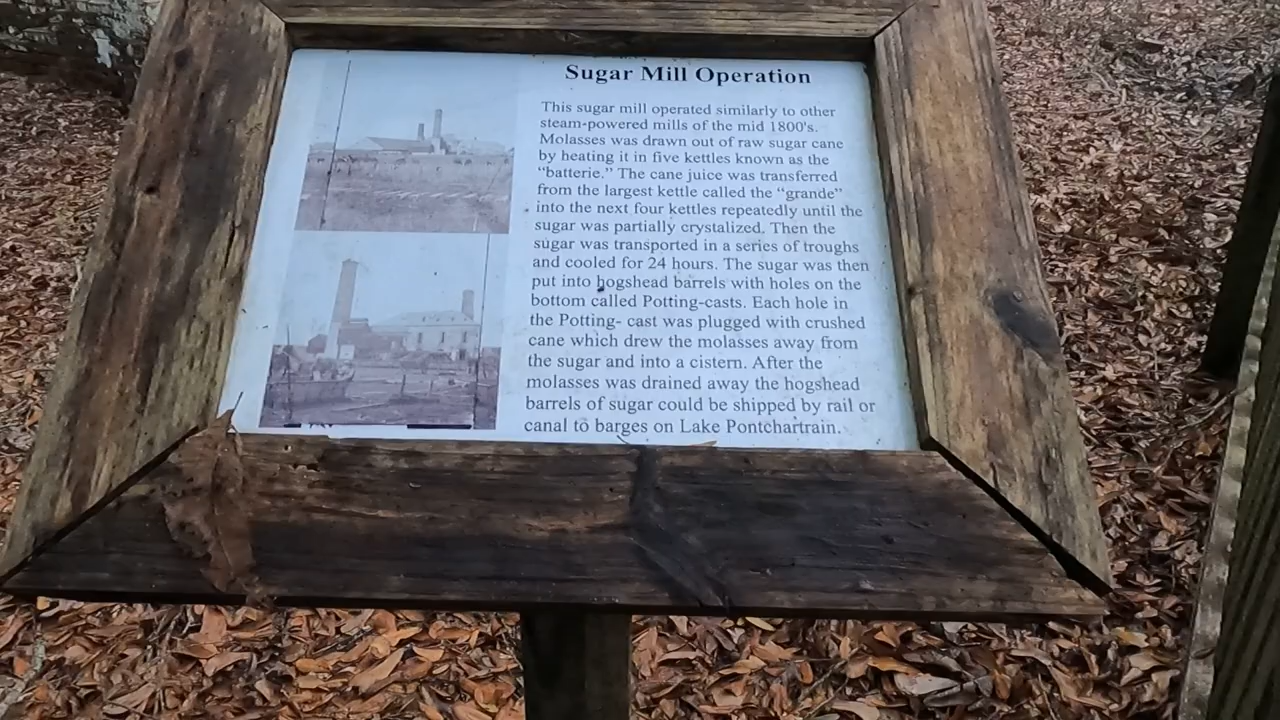 Sugar Mill Operation
This sugar mill operated similarly to other
steam-powered mills of the mid 1800's.
Molasses was drawn out of raw sugar cane
by heating it in five kettles known as the
“batterie.” The cane juice was transferred
from the largest kettle called the “grande”
into the next four kettles repeatedly until the
sugar was partially crystalized. Then the
sugar was transported in a series of troughs
and cooled for 24 hours. The sugar was then
put into hogshead barrels with holes on the
bottom called Potting-casts. Each hole in
the Potting- cast was plugged with crushed
cane which drew the molasses away from
the sugar and into a cistern. After the
molasses was drained away the hogshead
barrels of sugar could be shipped by rail or
canal to barges on Lake Pontchartrain.